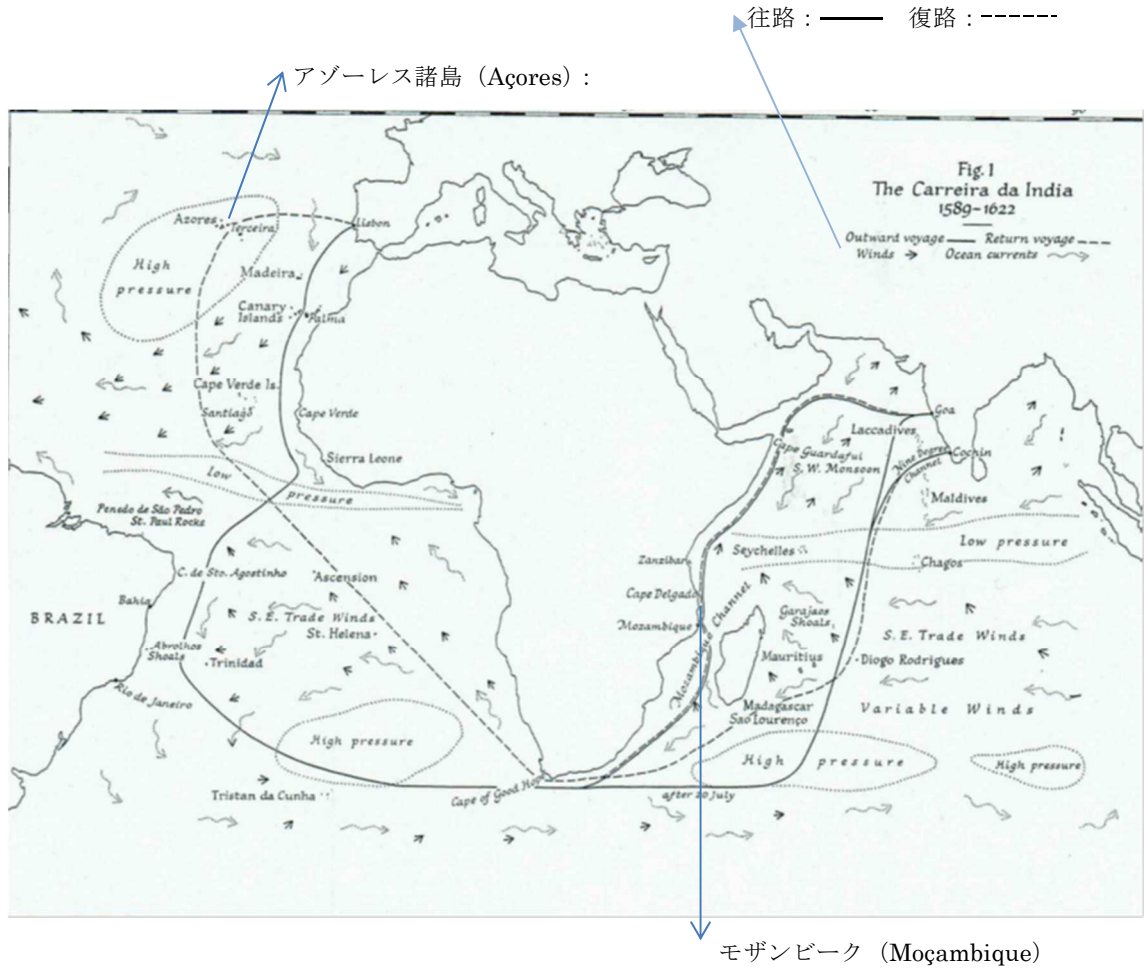 往路：――― 復路：-------
アゾーレス諸島（Açores）:
Fig. I
The Carreira da India
1589–1622
Outward voyage Return voyage
Winds Ocean currents
Azores
Terceira
Lisbon
High
pressure
Madeira
Canary
Islands
Palma
Cape Verde Is.
Santiago
Cape Verde
Sierra Leone
low
pressure
Penedo de São Pedro
St. Paul Rocks
C. de Sto. Agostinho
Ascension
Bahia
BRAZIL
S.E. Trade Winds
St. Helena
Abrolhos
Shoals
Trinidad
Rio de Janeiro
High pressure
Tristan da Cunha
Cape of Good Hope
Goa
Laccadives
Cape Guardafui
S.W. Monsoon
Nine Degree
Channel
Cochin
Maldives
Low pressure
Zanzibar
Seychelles
Chagos
Cape Delgado
Mozambique
Mozambique Channel
Garajaos
Shoals
S.E. Trade Winds
Mauritius
Diogo Rodrigues
Madagascar
Sao Lourenço
Variable Winds
High pressure
High pressure
after 20 July
モザンビーク（Moçambique）